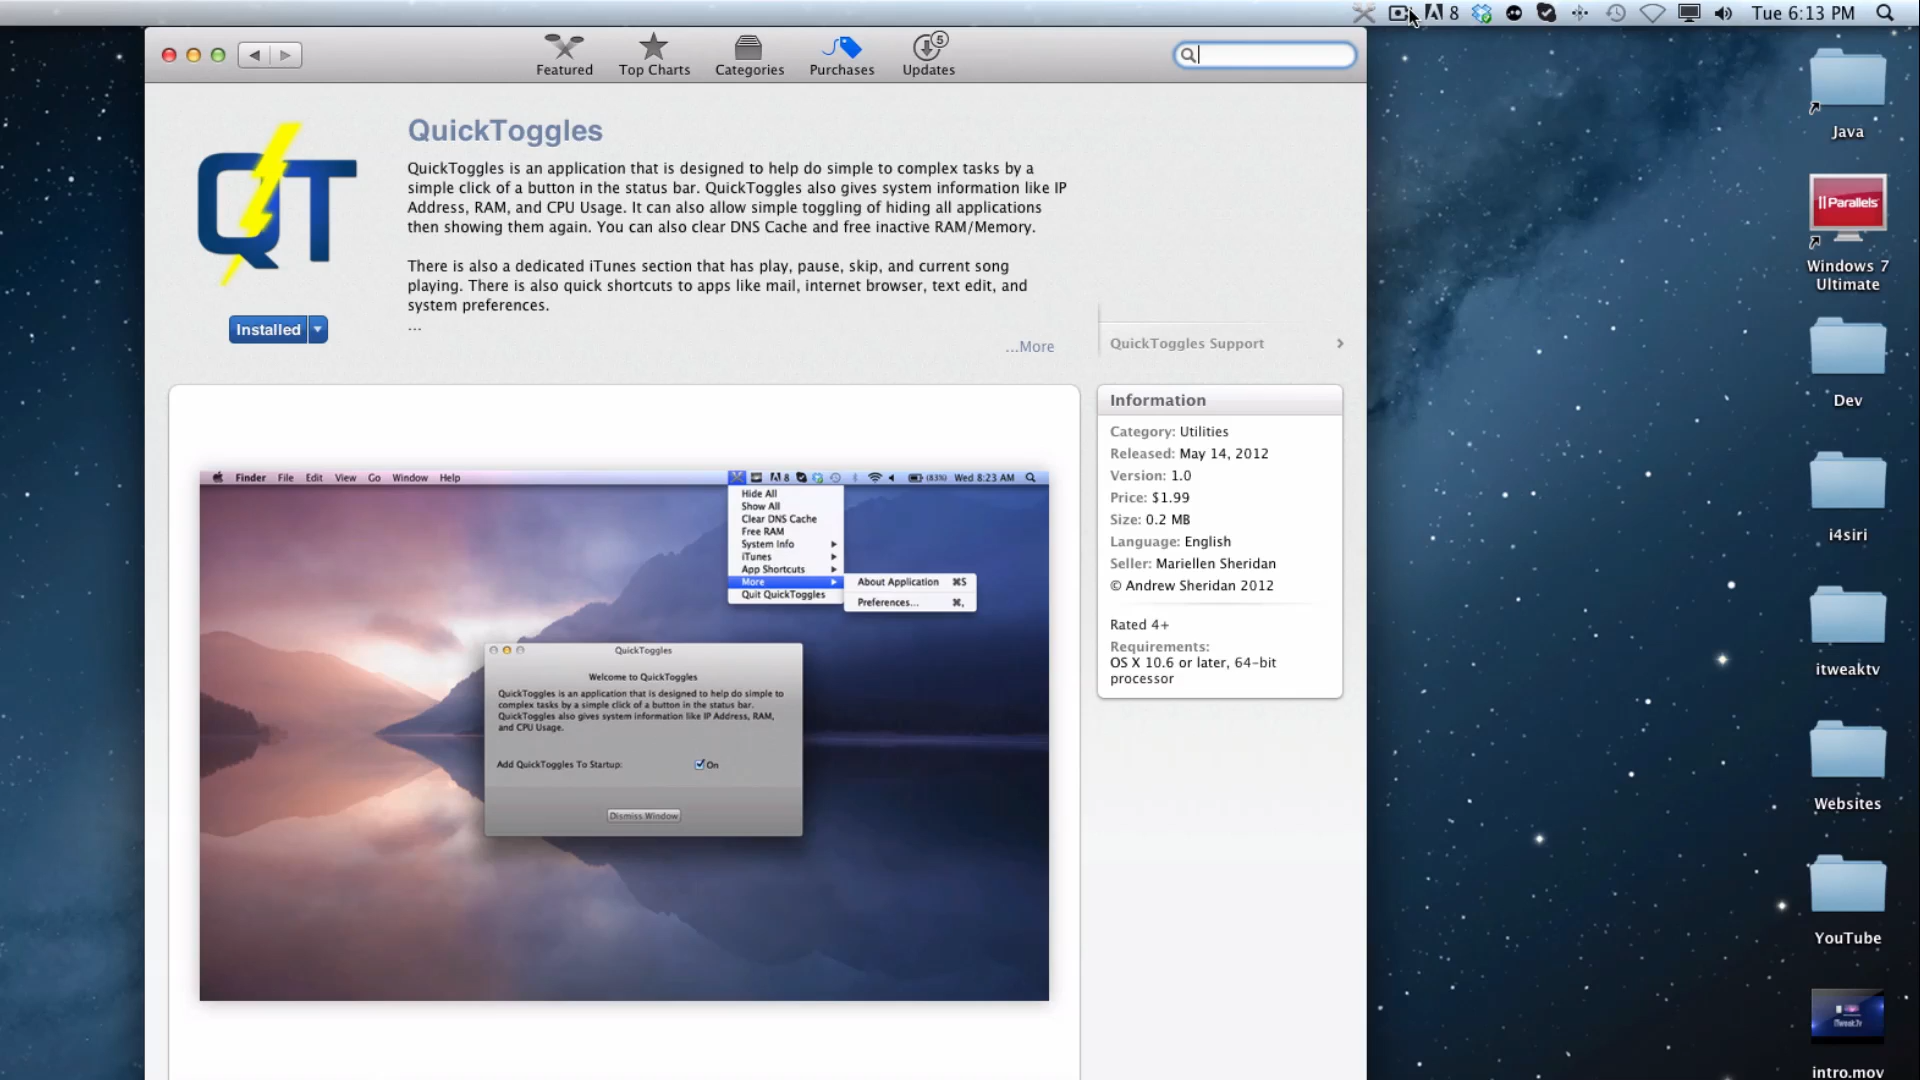 8 Tue 6:13 PM
Featured Top Charts Categories Purchases Updates
5
QuickToggles
QT
QuickToggles is an application that is designed to help do simple to complex tasks by a
simple click of a button in the status bar. QuickToggles also gives system information like IP
Address, RAM, and CPU Usage. It can also allow simple toggling of hiding all applications
then showing them again. You can also clear DNS Cache and free inactive RAM/Memory.
There is also a dedicated iTunes section that has play, pause, skip, and current song
playing. There is also quick shortcuts to apps like mail, internet browser, text edit, and
system preferences.
...
...More
Installed
QuickToggles Support
Information
Category: Utilities
Released: May 14, 2012
Version: 1.0
Price: $1.99
Size: 0.2 MB
Language: English
Seller: Mariellen Sheridan
© Andrew Sheridan 2012
Rated 4+
Requirements:
OS X 10.6 or later, 64-bit
processor
Finder File Edit View Go Window Help
8 (83%) Wed 8:23 AM
Hide All
Show All
Clear DNS Cache
Free RAM
System Info
iTunes
App Shortcuts
More
Quit QuickToggles
About Application ⌘S
Preferences... ⌘,
QuickToggles
Welcome to QuickToggles
QuickToggles is an application that is designed to help do simple to
complex tasks by a simple click of a button in the status bar.
QuickToggles also gives system information like IP Address, RAM,
and CPU Usage.
Add QuickToggles To Startup: On
Dismiss Window
Java
|| Parallels
Windows 7
Ultimate
Dev
i4siri
itweaktv
Websites
YouTube
intro.mov